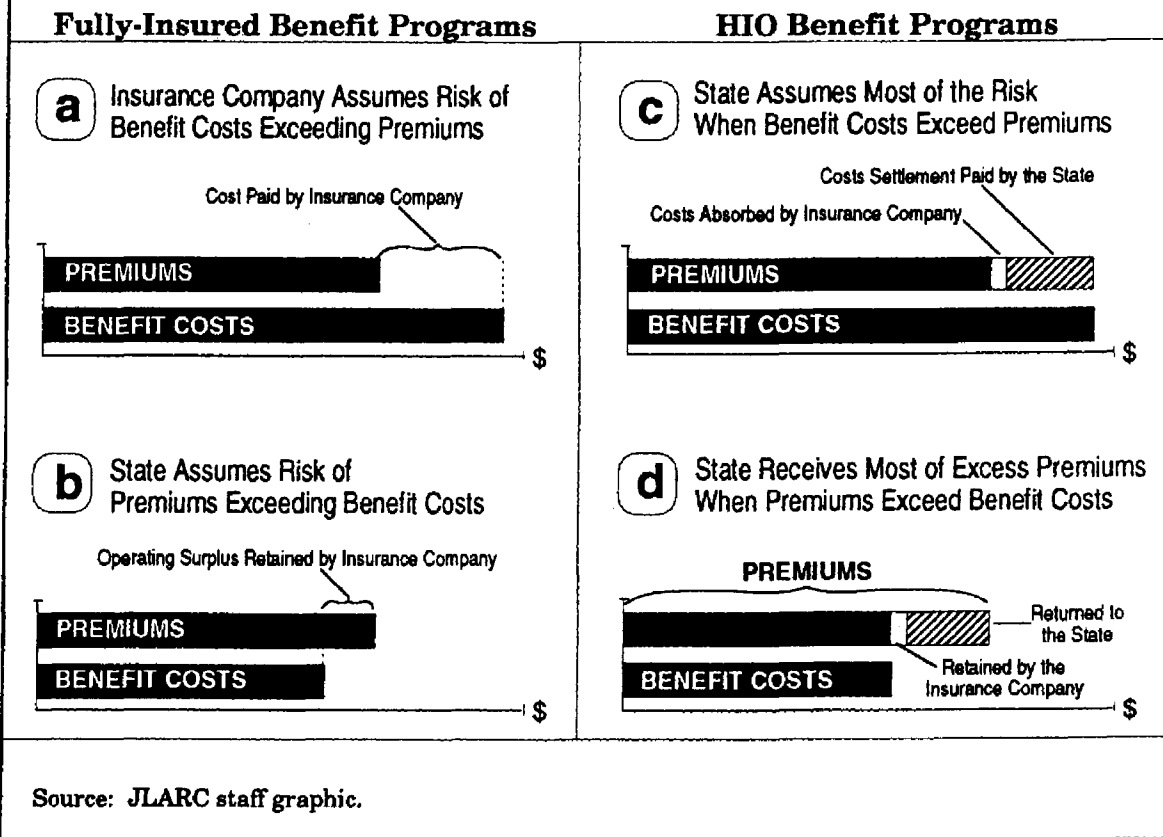 Fully-Insured Benefit Programs
HIO Benefit Programs
a
Insurance Company Assumes Risk of
Benefit Costs Exceeding Premiums
Cost Paid by Insurance Company
PREMIUMS
BENEFIT COSTS
$
b
State Assumes Risk of
Premiums Exceeding Benefit Costs
Operating Surplus Retained by Insurance Company
PREMIUMS
BENEFIT COSTS
$
c
State Assumes Most of the Risk
When Benefit Costs Exceed Premiums
Costs Settlement Paid by the State
Costs Absorbed by Insurance Company
PREMIUMS
BENEFIT COSTS
$
d
State Receives Most of Excess Premiums
When Premiums Exceed Benefit Costs
PREMIUMS
Returned to
the State
Retained by the
Insurance Company
BENEFIT COSTS
$
Source: JLARC staff graphic.